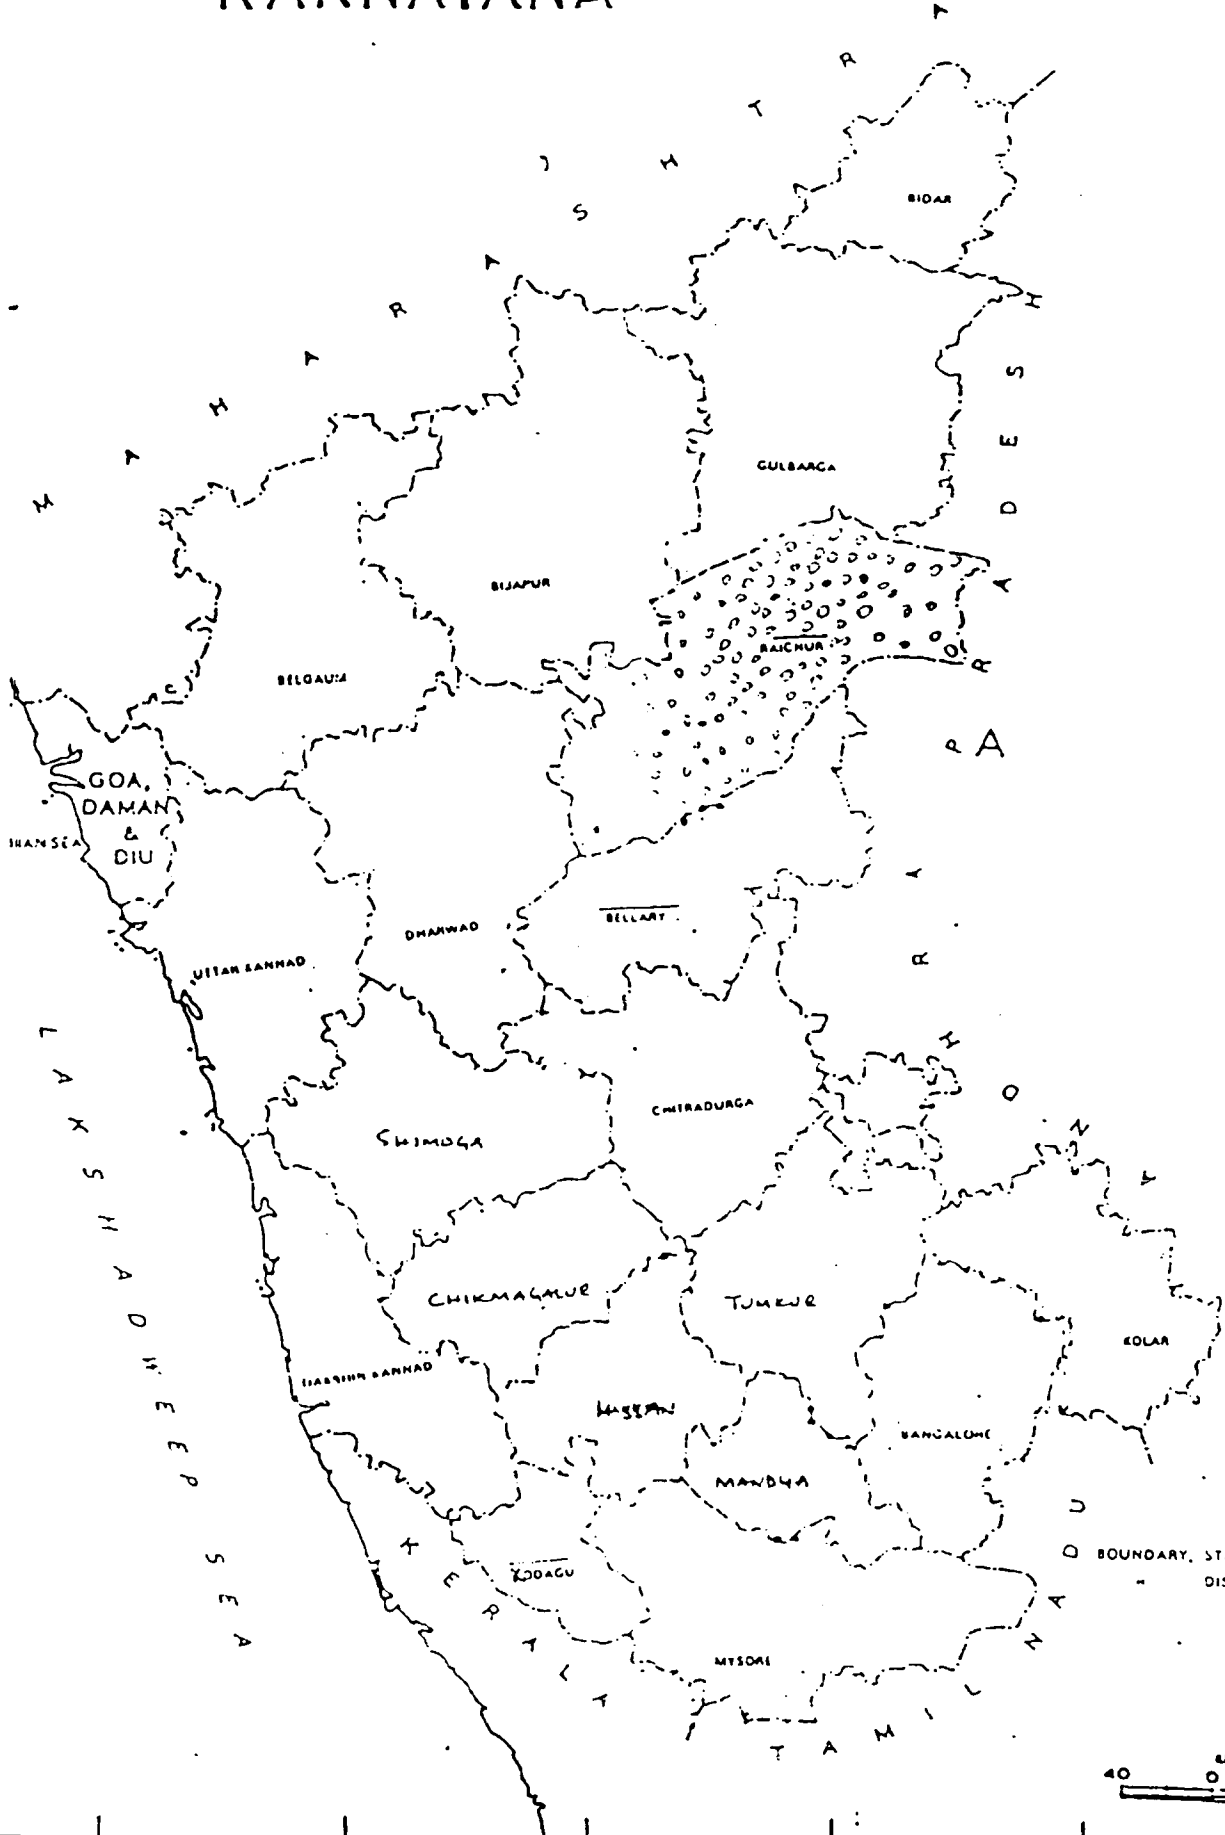 MAHARASHTRA
BIDAR
GULBARGA
BIJAPUR
RAICHUR
BELGAUM
GOA,
DAMAN
&
DIU
DHARWAD
BELLARY
UTTAR KANNAD
ANDHRA PRADESH
A
SHIMOGA
CHITRADURGA
CHIKMAGALUR
TUMKUR
KOLAR
DAKSHIN KANNAD
HASSAN
BANGALORE
MANDYA
KODAGU
MYSORE
LAKSHADWEEP SEA
KERALA
TAMIL NADU
BOUNDARY, ST
"   DIS
40   0